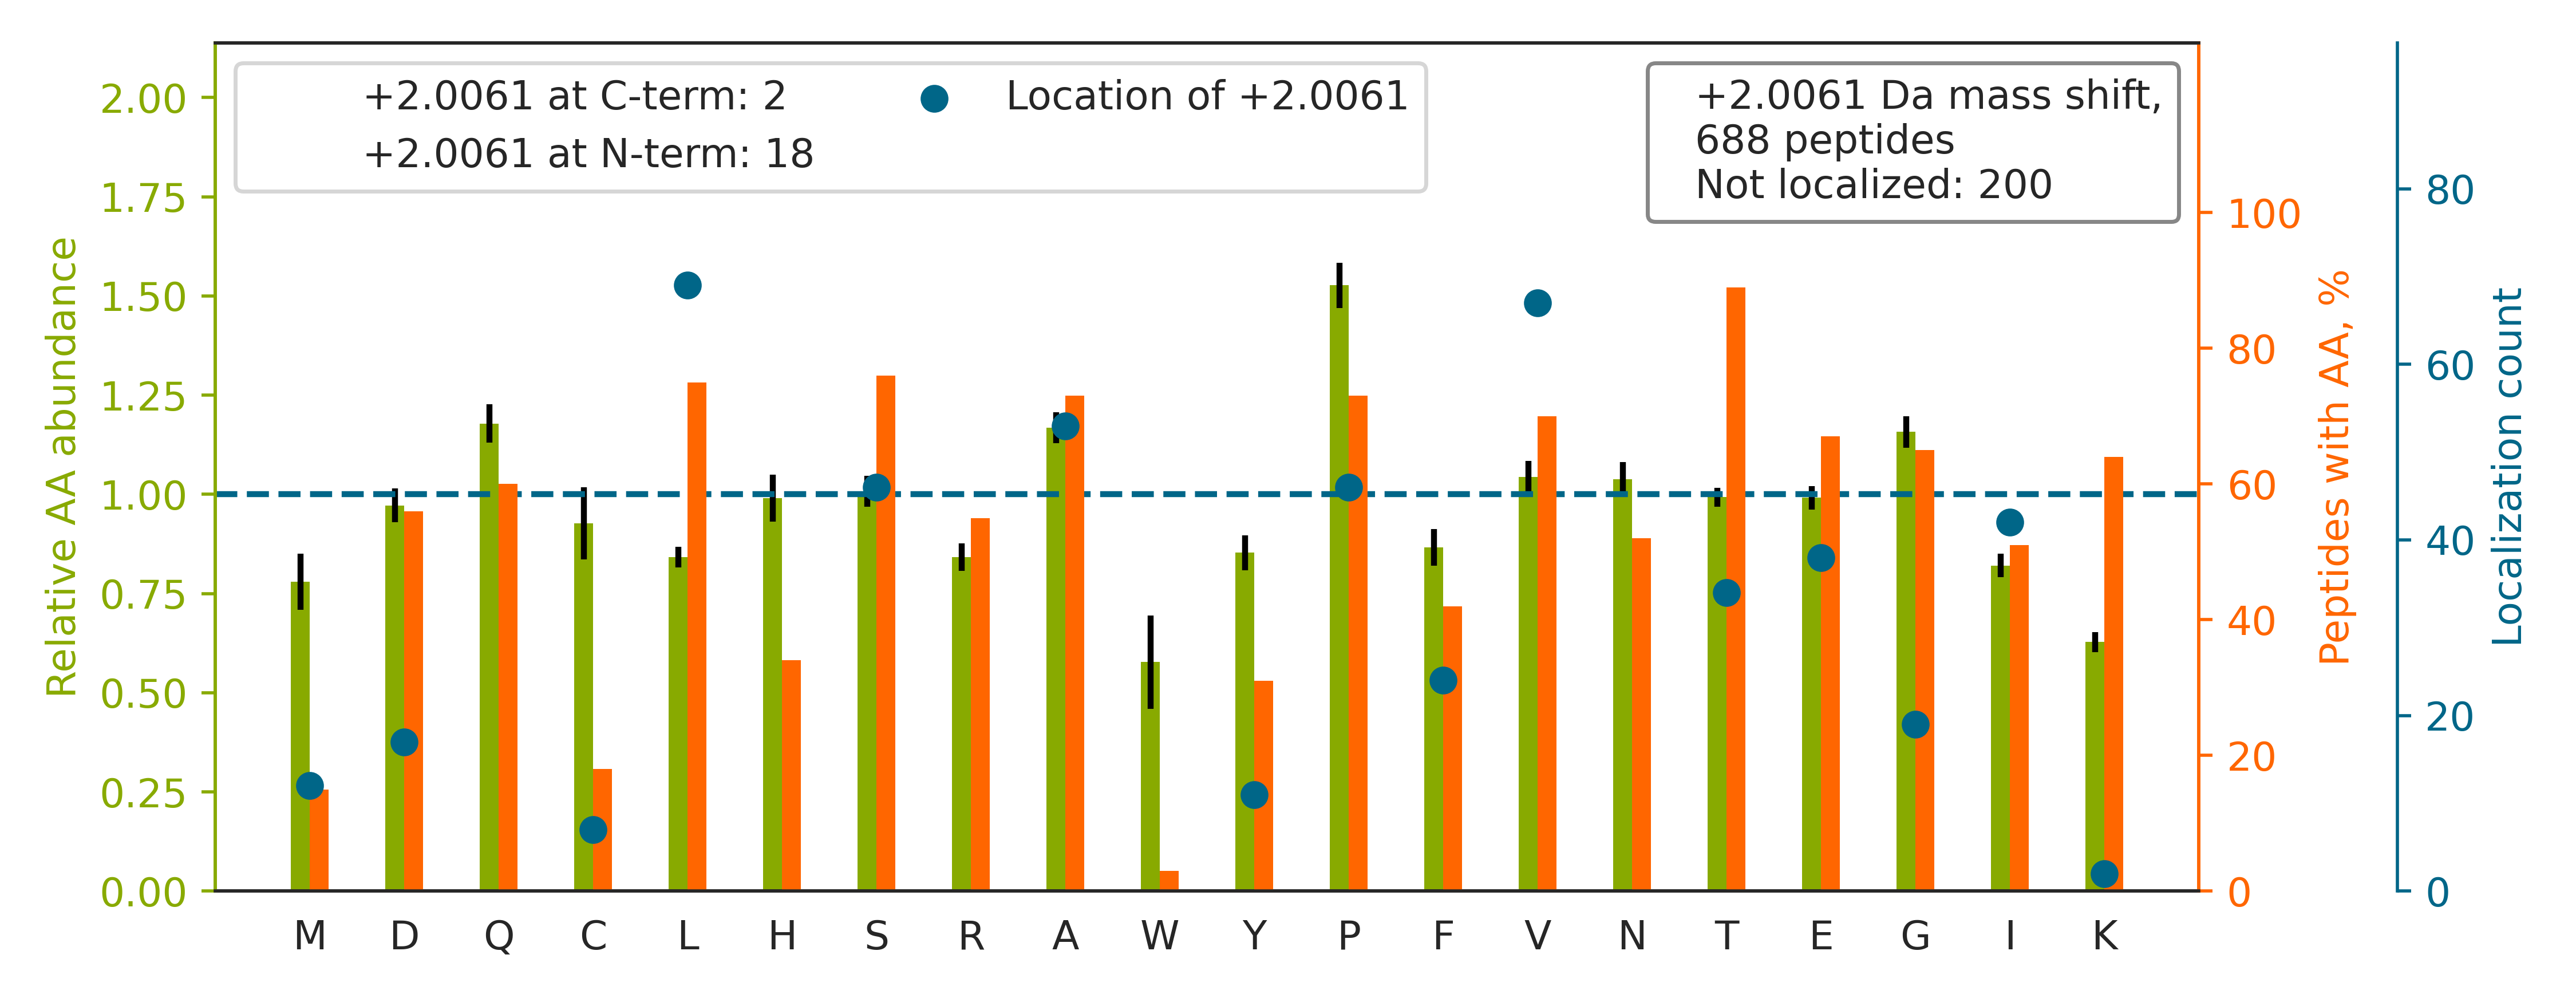 +2.0061 at C-term: 2
+2.0061 at N-term: 18
Location of +2.0061
+2.0061 Da mass shift,
688 peptides
Not localized: 200
Relative AA abundance
2.00
1.75
1.50
1.25
1.00
0.75
0.50
0.25
0.00
Peptides with AA, %
100
80
60
40
20
0
Localization count
80
60
40
20
0
M D Q C L H S R A W Y P F V N T E G I K